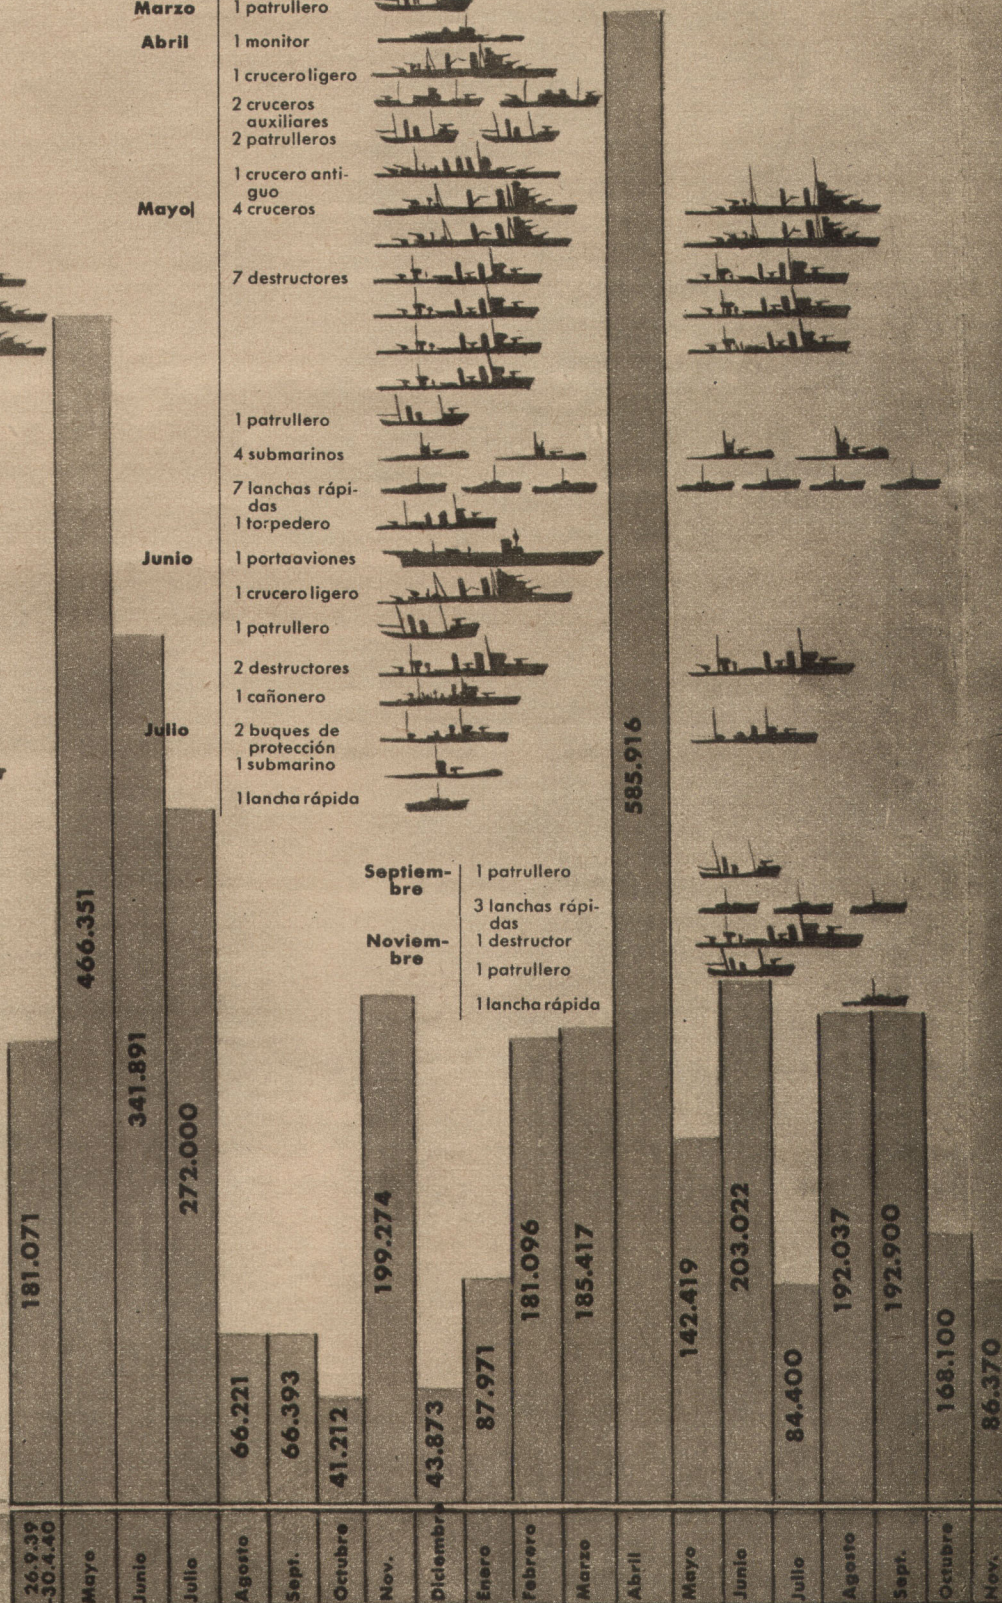 Marzo
1 patrullero
Abril
1 monitor
1 crucero ligero
2 cruceros
auxiliares
2 patrulleros
1 crucero anti-
guo
Mayo
4 cruceros
7 destructores
1 patrullero
4 submarinos
7 lanchas rápi-
das
1 torpedero
Junio
1 portaaviones
1 crucero ligero
1 patrullero
2 destructores
1 cañonero
Julio
2 buques de
protección
1 submarino
1 lancha rápida
Septiem-
bre
1 patrullero
3 lanchas rápi-
das
Noviem-
bre
1 destructor
1 patrullero
1 lancha rápida
181.071
466.351
341.891
272.000
66.221
66.393
41.212
199.274
43.873
87.971
181.096
185.417
585.916
142.419
203.022
84.400
192.037
192.900
168.100
86.370
26.9.39
-30.4.40
Mayo
Junio
Julio
Agosto
Sept.
Octubre
Nov.
Diciembre
Enero
Febrero
Marzo
Abril
Mayo
Junio
Julio
Agosto
Sept.
Octubre
Nov.